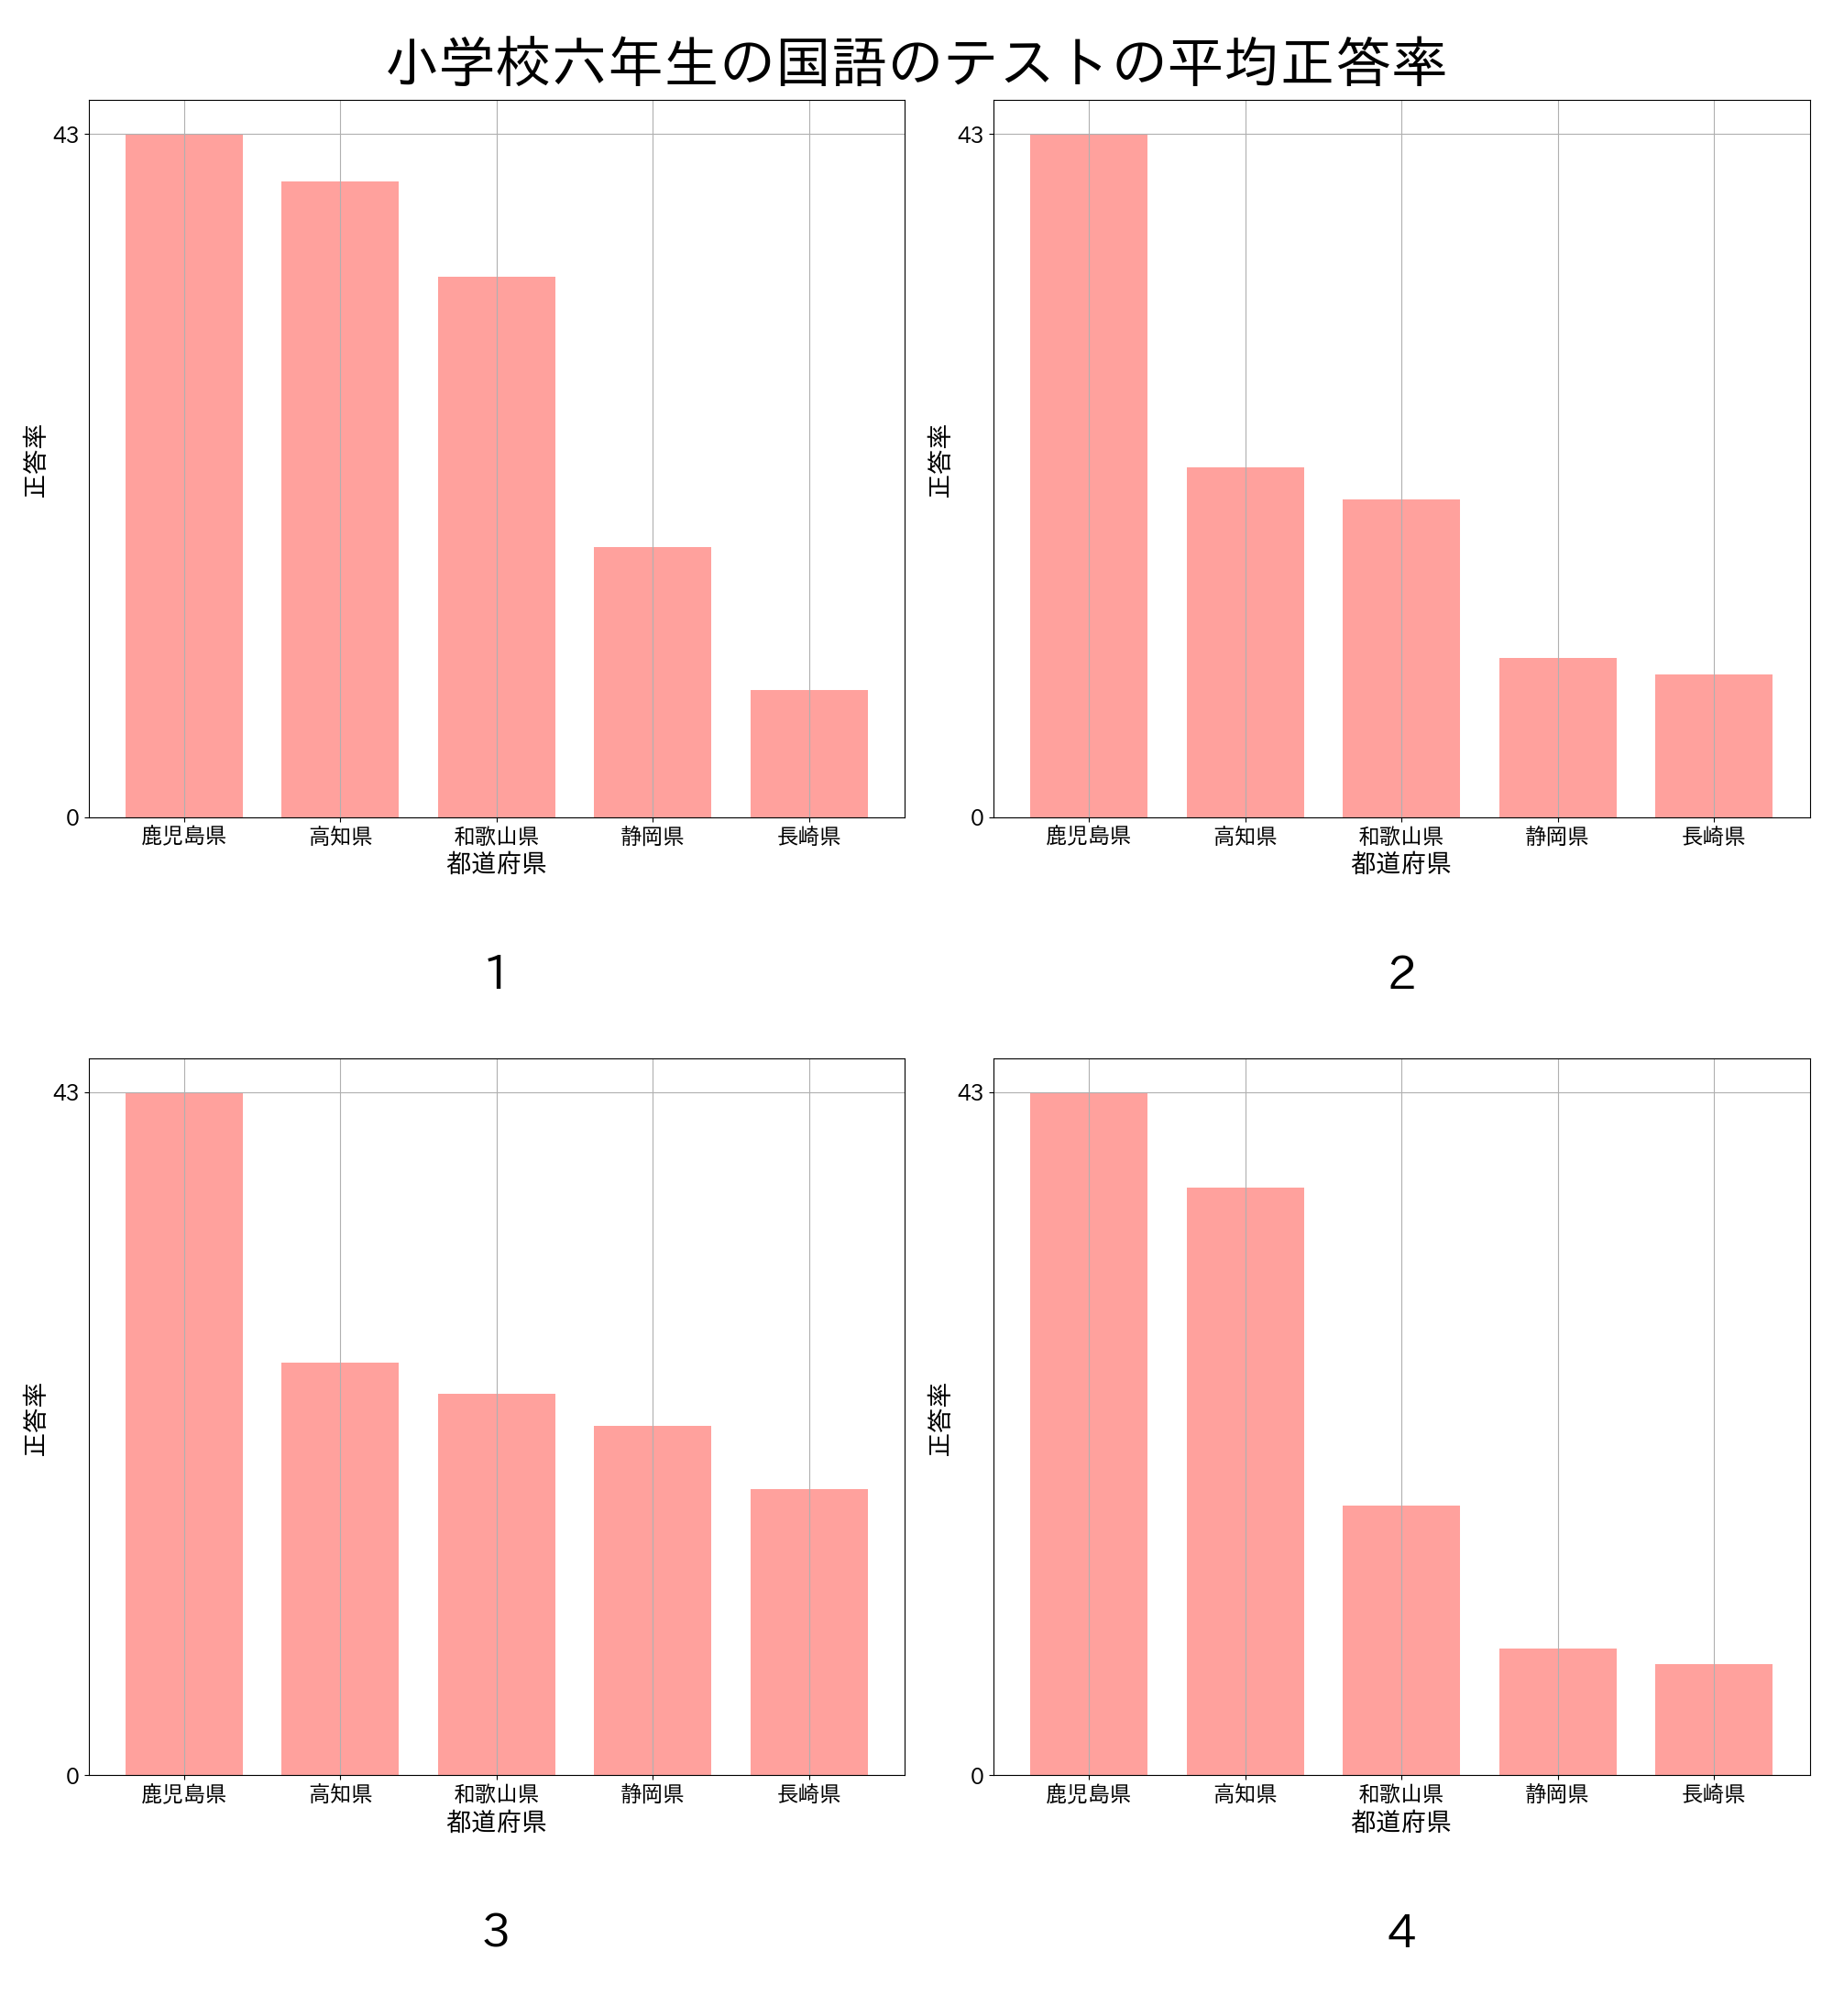 小学校六年生の国語のテストの平均正答率
43
正答率
0
鹿児島県 高知県 和歌山県 静岡県 長崎県
都道府県
1
43
正答率
0
鹿児島県 高知県 和歌山県 静岡県 長崎県
都道府県
2
43
正答率
0
鹿児島県 高知県 和歌山県 静岡県 長崎県
都道府県
3
43
正答率
0
鹿児島県 高知県 和歌山県 静岡県 長崎県
都道府県
4